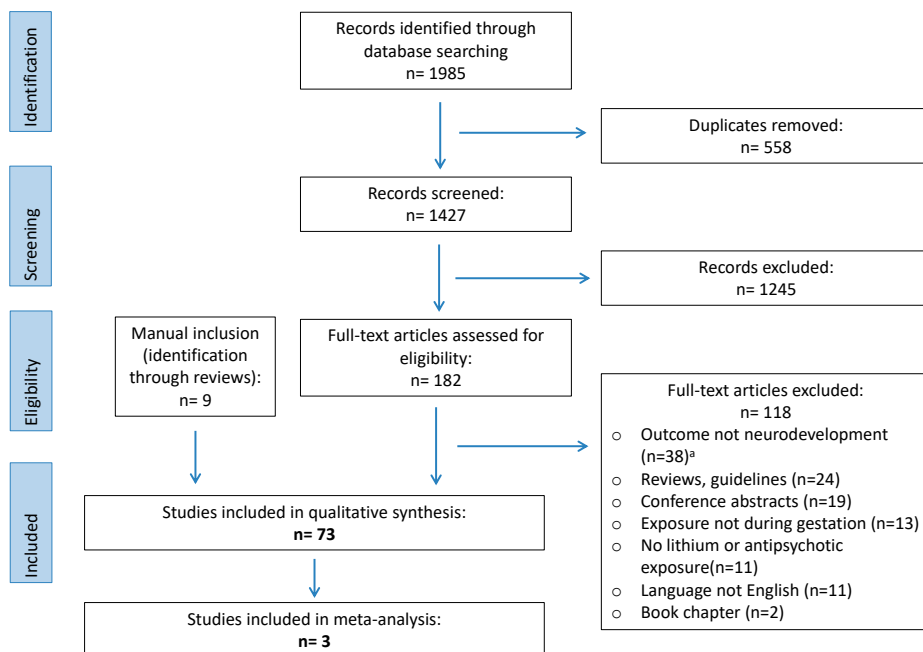 Identification
Records identified through
database searching
n= 1985
Duplicates removed:
n= 558
Screening
Records screened:
n= 1427
Records excluded:
n= 1245
Eligibility
Manual inclusion
(identification
through reviews):
n= 9
Full-text articles assessed for
eligibility:
n= 182
Full-text articles excluded:
n= 118
o Outcome not neurodevelopment
(n=38)ᵃ
o Reviews, guidelines (n=24)
o Conference abstracts (n=19)
o Exposure not during gestation (n=13)
o No lithium or antipsychotic
exposure(n=11)
o Language not English (n=11)
o Book chapter (n=2)
Included
Studies included in qualitative synthesis:
n= 73
Studies included in meta-analysis:
n= 3